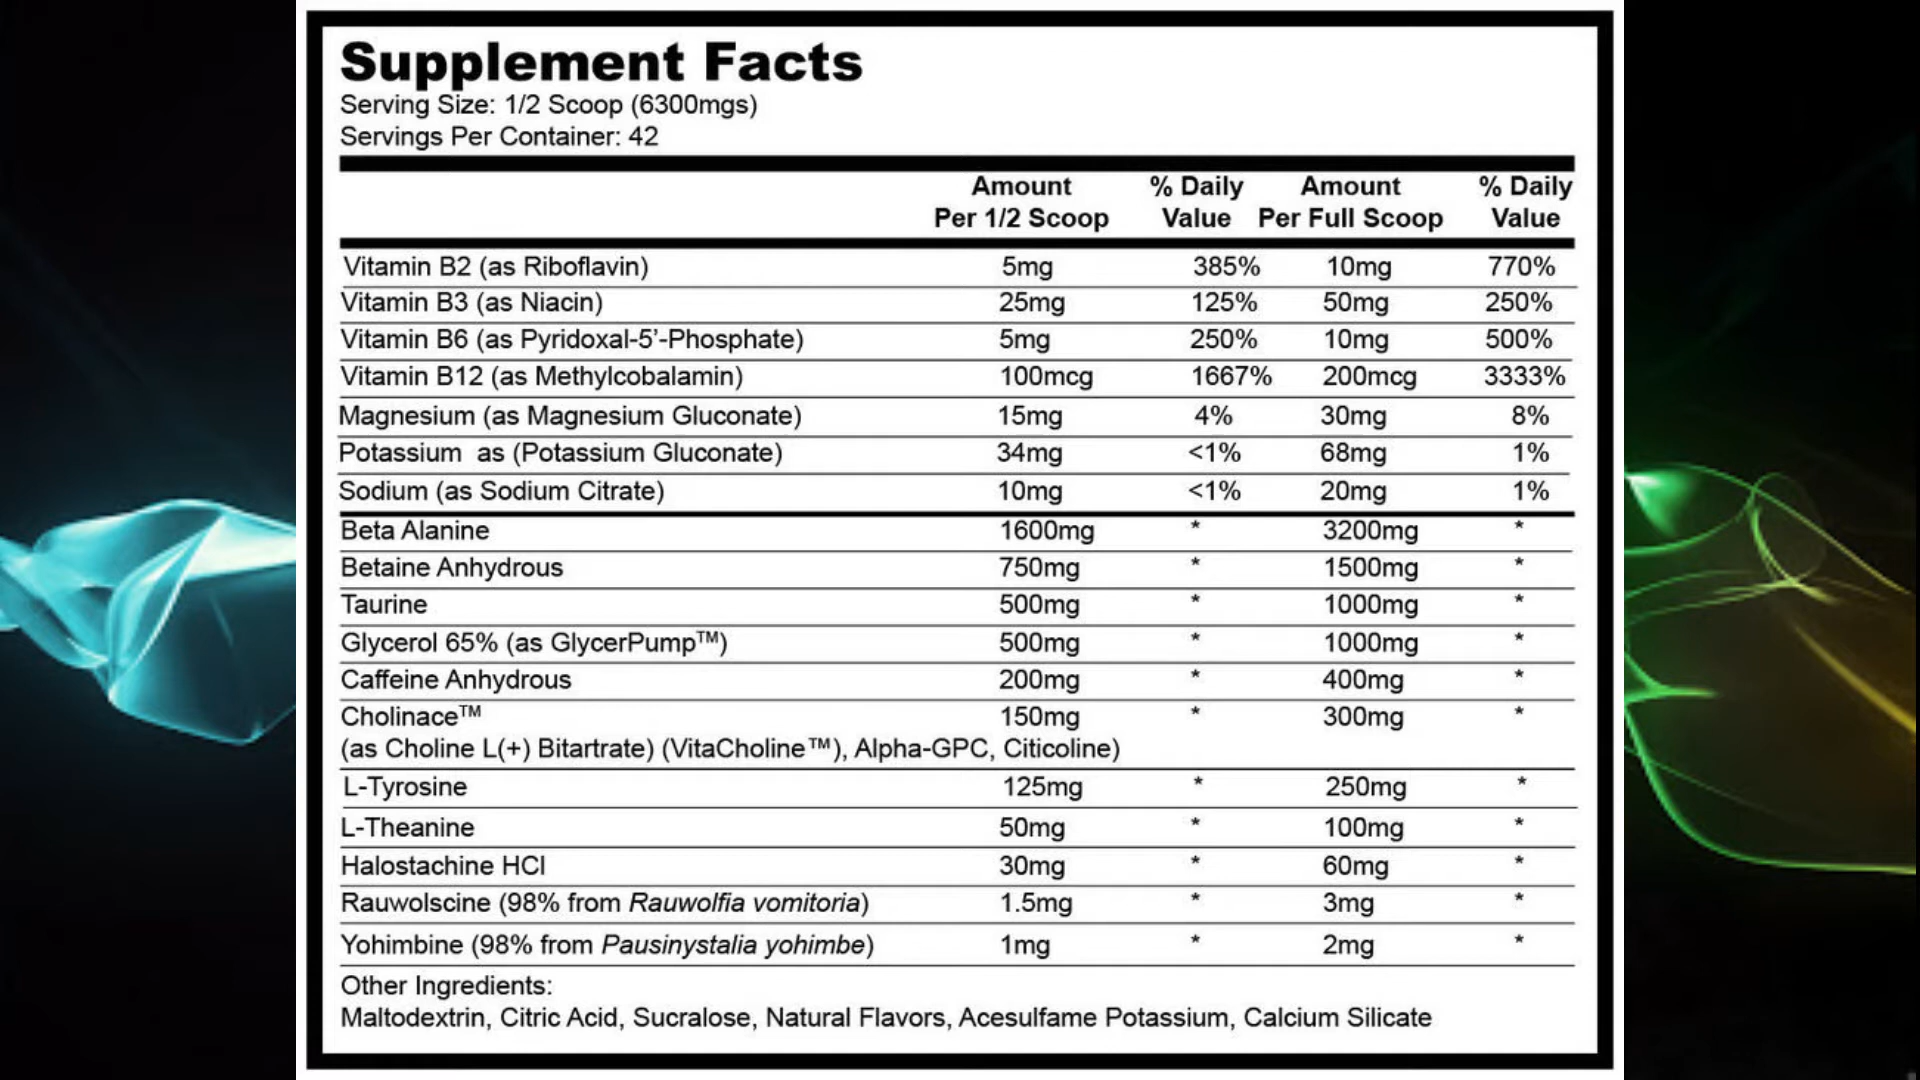 Supplement Facts
Serving Size: 1/2 Scoop (6300mgs)
Servings Per Container: 42
Amount Per 1/2 Scoop % Daily Value Amount Per Full Scoop % Daily Value
Vitamin B2 (as Riboflavin) 5mg 385% 10mg 770%
Vitamin B3 (as Niacin) 25mg 125% 50mg 250%
Vitamin B6 (as Pyridoxal-5’-Phosphate) 5mg 250% 10mg 500%
Vitamin B12 (as Methylcobalamin) 100mcg 1667% 200mcg 3333%
Magnesium (as Magnesium Gluconate) 15mg 4% 30mg 8%
Potassium as (Potassium Gluconate) 34mg <1% 68mg 1%
Sodium (as Sodium Citrate) 10mg <1% 20mg 1%
Beta Alanine 1600mg * 3200mg *
Betaine Anhydrous 750mg * 1500mg *
Taurine 500mg * 1000mg *
Glycerol 65% (as GlycerPump™) 500mg * 1000mg *
Caffeine Anhydrous 200mg * 400mg *
Cholinace™ 150mg * 300mg *
(as Choline L(+) Bitartrate) (VitaCholine™), Alpha-GPC, Citicoline)
L-Tyrosine 125mg * 250mg *
L-Theanine 50mg * 100mg *
Halostachine HCl 30mg * 60mg *
Rauwolscine (98% from Rauwolfia vomitoria) 1.5mg * 3mg *
Yohimbine (98% from Pausinystalia yohimbe) 1mg * 2mg *
Other Ingredients:
Maltodextrin, Citric Acid, Sucralose, Natural Flavors, Acesulfame Potassium, Calcium Silicate